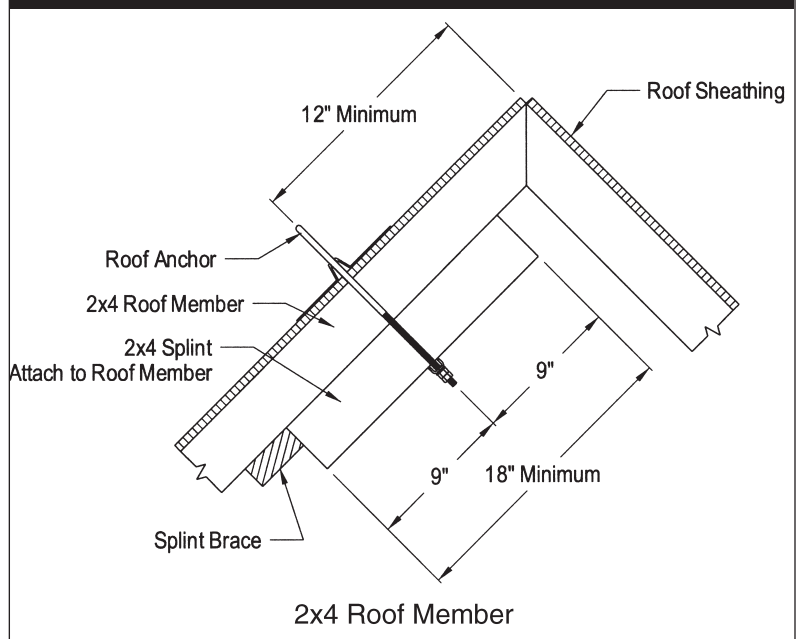 12" Minimum
Roof Sheathing
Roof Anchor
2x4 Roof Member
2x4 Splint
Attach to Roof Member
9"
9"
18" Minimum
Splint Brace
2x4 Roof Member